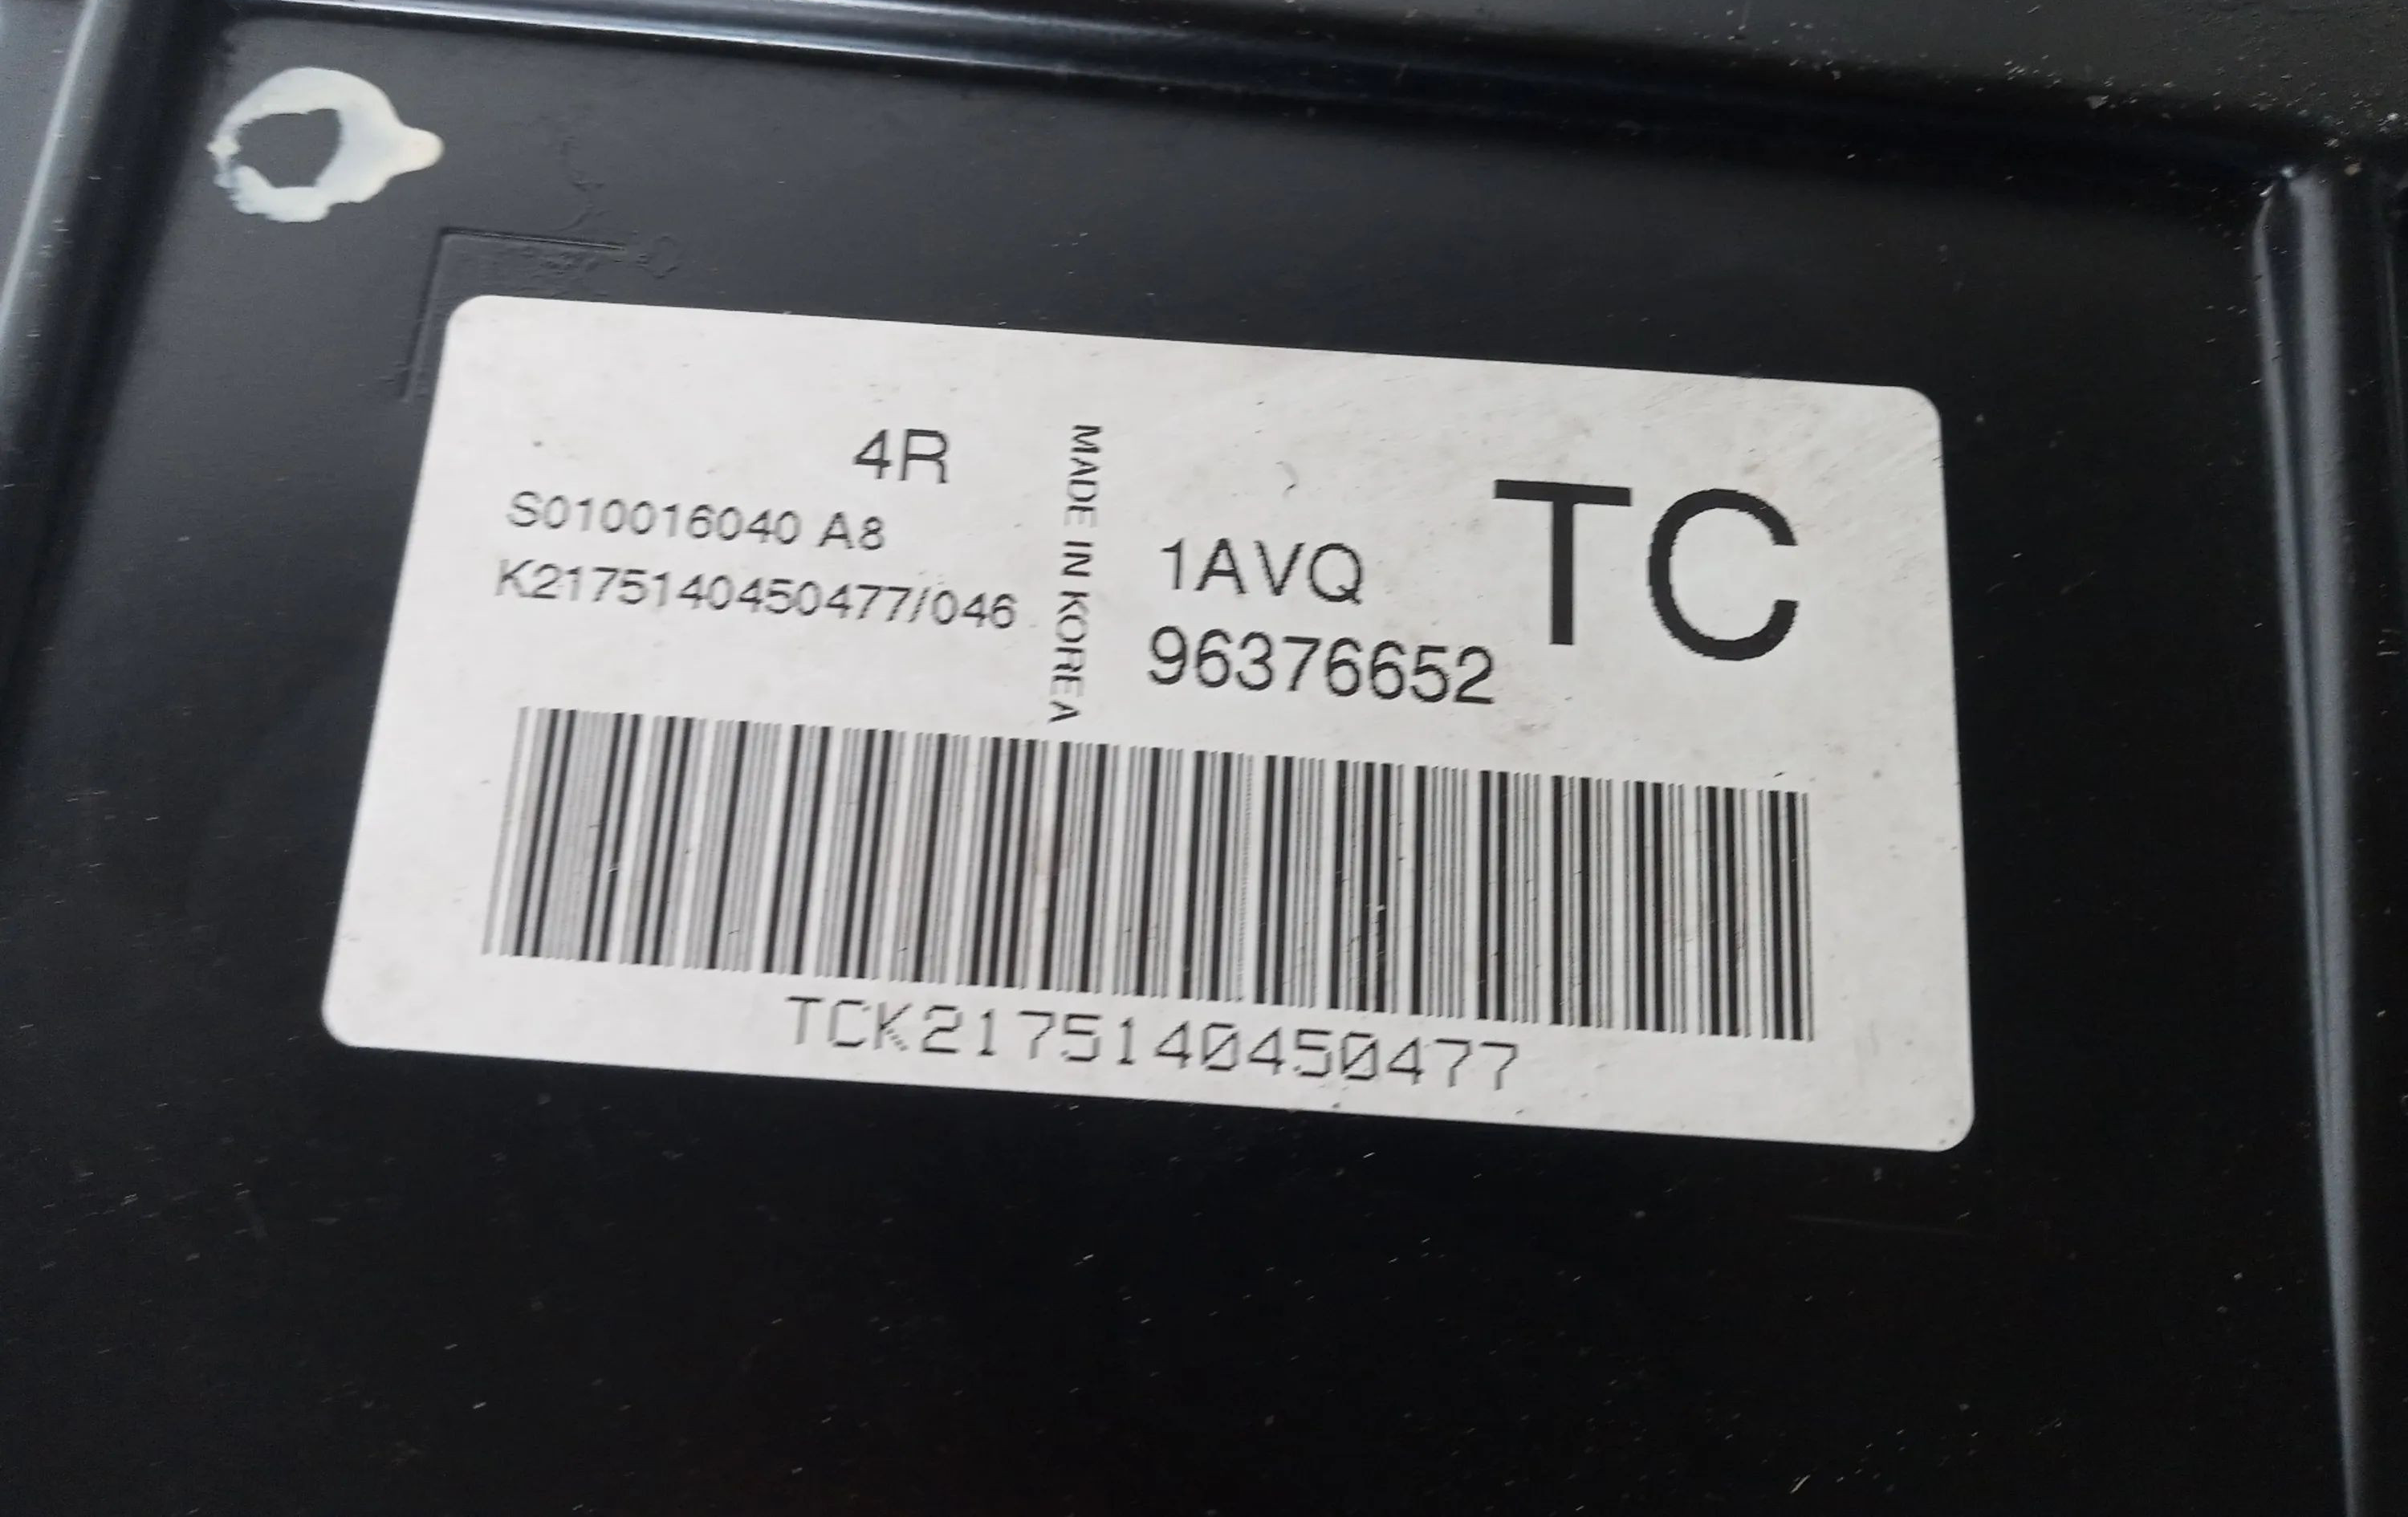 4R
S010016040 A8
K2175140450477/046
MADE IN KOREA
1AVQ
96376652
TC
TCK2175140450477